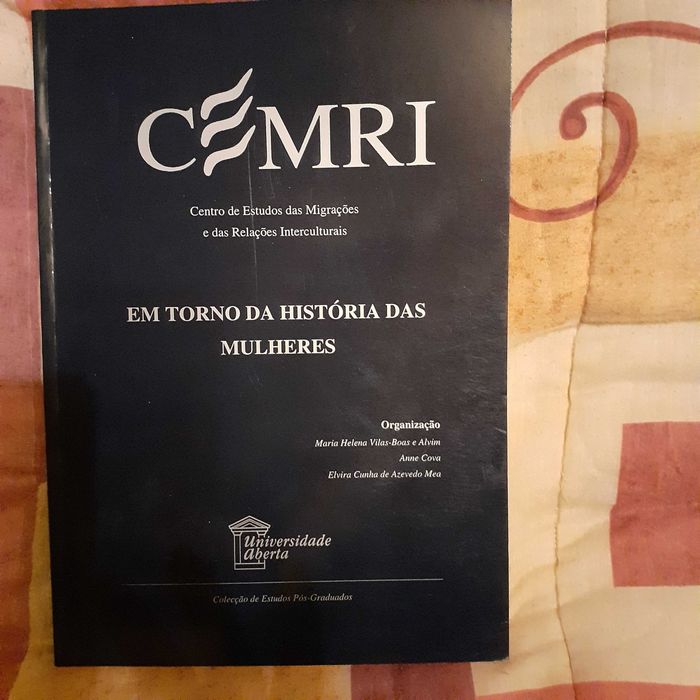 CEMRI
Centro de Estudos das Migrações
e das Relações Interculturais
EM TORNO DA HISTÓRIA DAS
MULHERES
Organização
Maria Helena Vilas-Boas e Alvim
Anne Cova
Elvira Cunha de Azevedo Mea
Universidade
Aberta
Colecção de Estudos Pós-Graduados